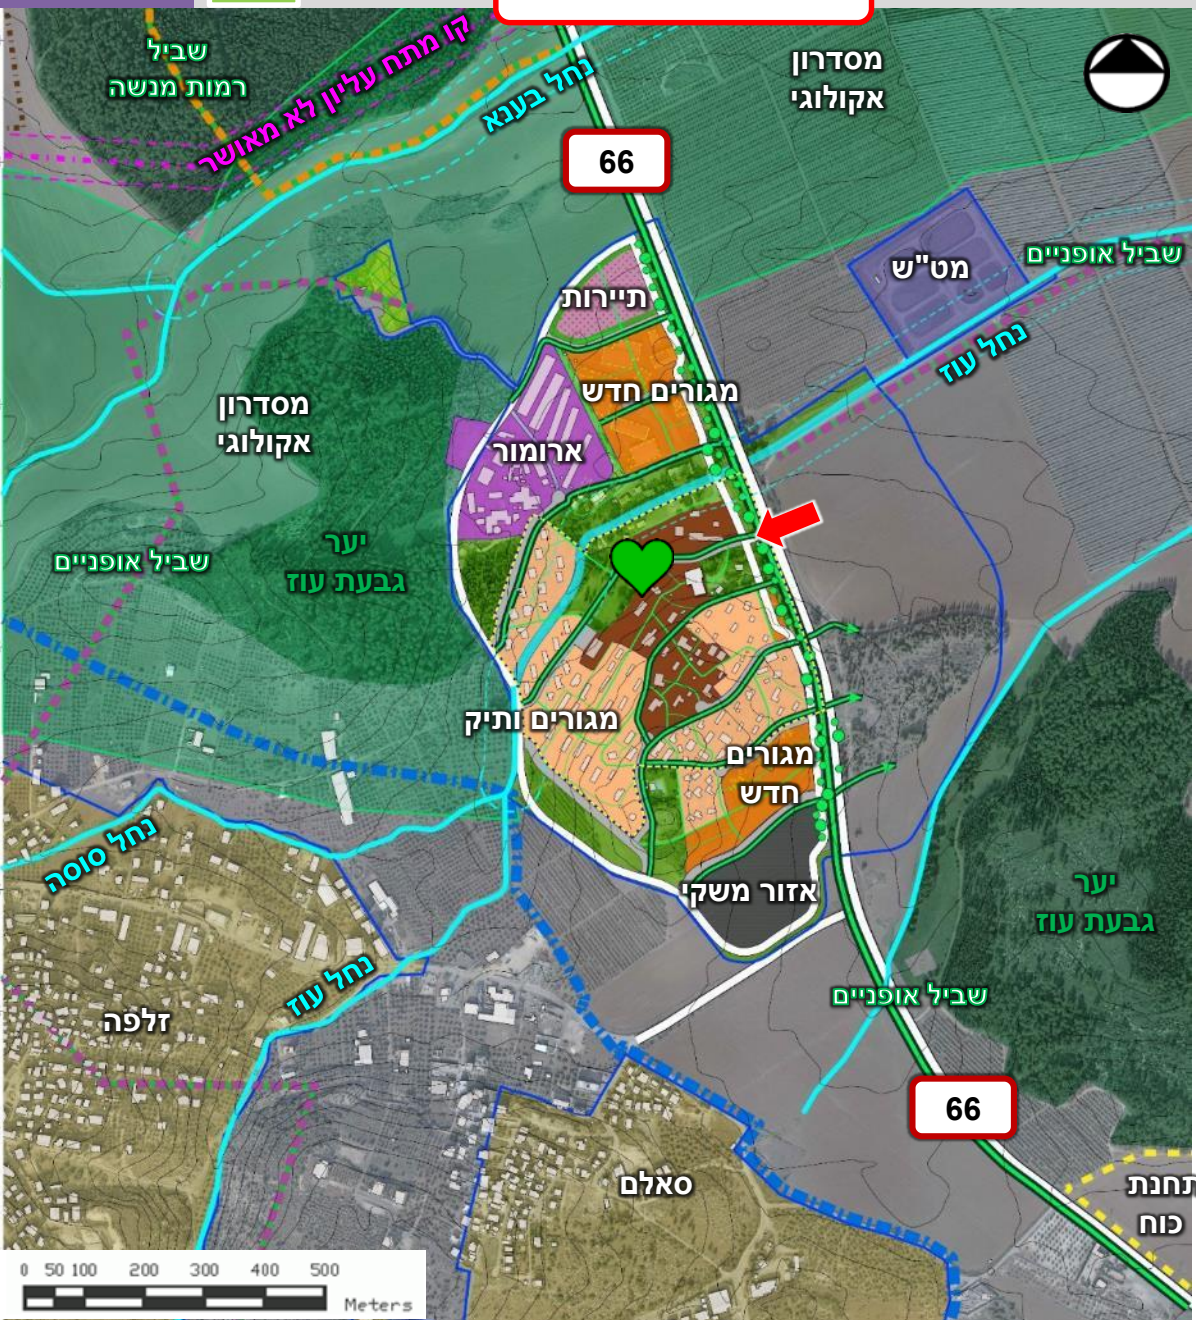 קו מתח עליון לא מאושר
שביל
רמות מנשה
נחל בענא
מסדרון
אקולוגי
66
מט"ש
שביל אופניים
תיירות
נחל עוז
מגורים חדש
מסדרון
אקולוגי
ארומור
יער
גבעת עוז
שביל אופניים
מגורים ותיק
מגורים
חדש
נחל סוסה
אזור משקי
יער
גבעת עוז
נחל עוז
שביל אופניים
זלפה
66
סאלם
תחנת
כוח
0 50 100 200 300 400 500
Meters